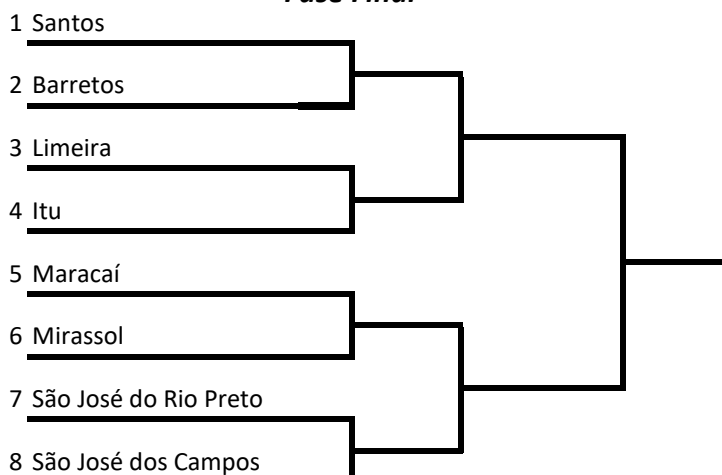 Fase Final
1 Santos
2 Barretos
3 Limeira
4 Itu
5 Maracaí
6 Mirassol
7 São José do Rio Preto
8 São José dos Campos